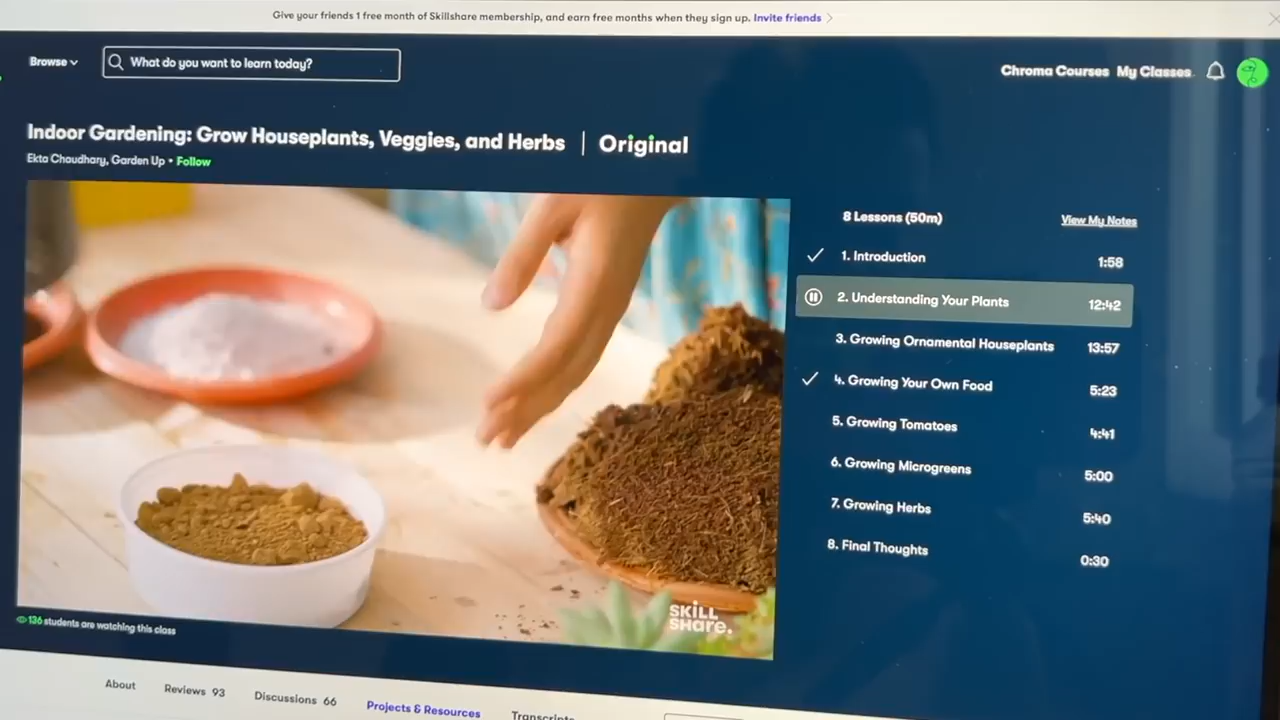 Give your friends 1 free month of Skillshare membership, and earn free months when they sign up. Invite friends
Browse
What do you want to learn today?
Chroma Courses My Classes
Indoor Gardening: Grow Houseplants, Veggies, and Herbs | Original
Ekta Chaudhary, Garden Up • Follow
8 Lessons (50m) View My Notes
1. Introduction 1:58
2. Understanding Your Plants 12:42
3. Growing Ornamental Houseplants 13:57
4. Growing Your Own Food 5:23
5. Growing Tomatoes 4:41
6. Growing Microgreens 5:00
7. Growing Herbs 5:40
8. Final Thoughts 0:30
SKILL
SHARE.
136 students are watching this class
About Reviews 93 Discussions 66 Projects & Resources Transcripts